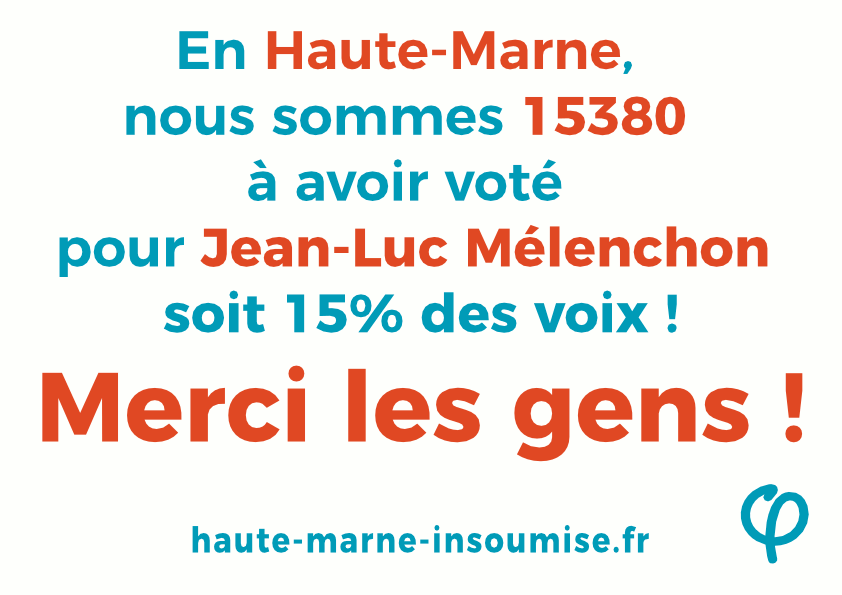 En Haute-Marne,
nous sommes 15380
à avoir voté
pour Jean-Luc Mélenchon
soit 15% des voix !
Merci les gens !
φ
haute-marne-insoumise.fr